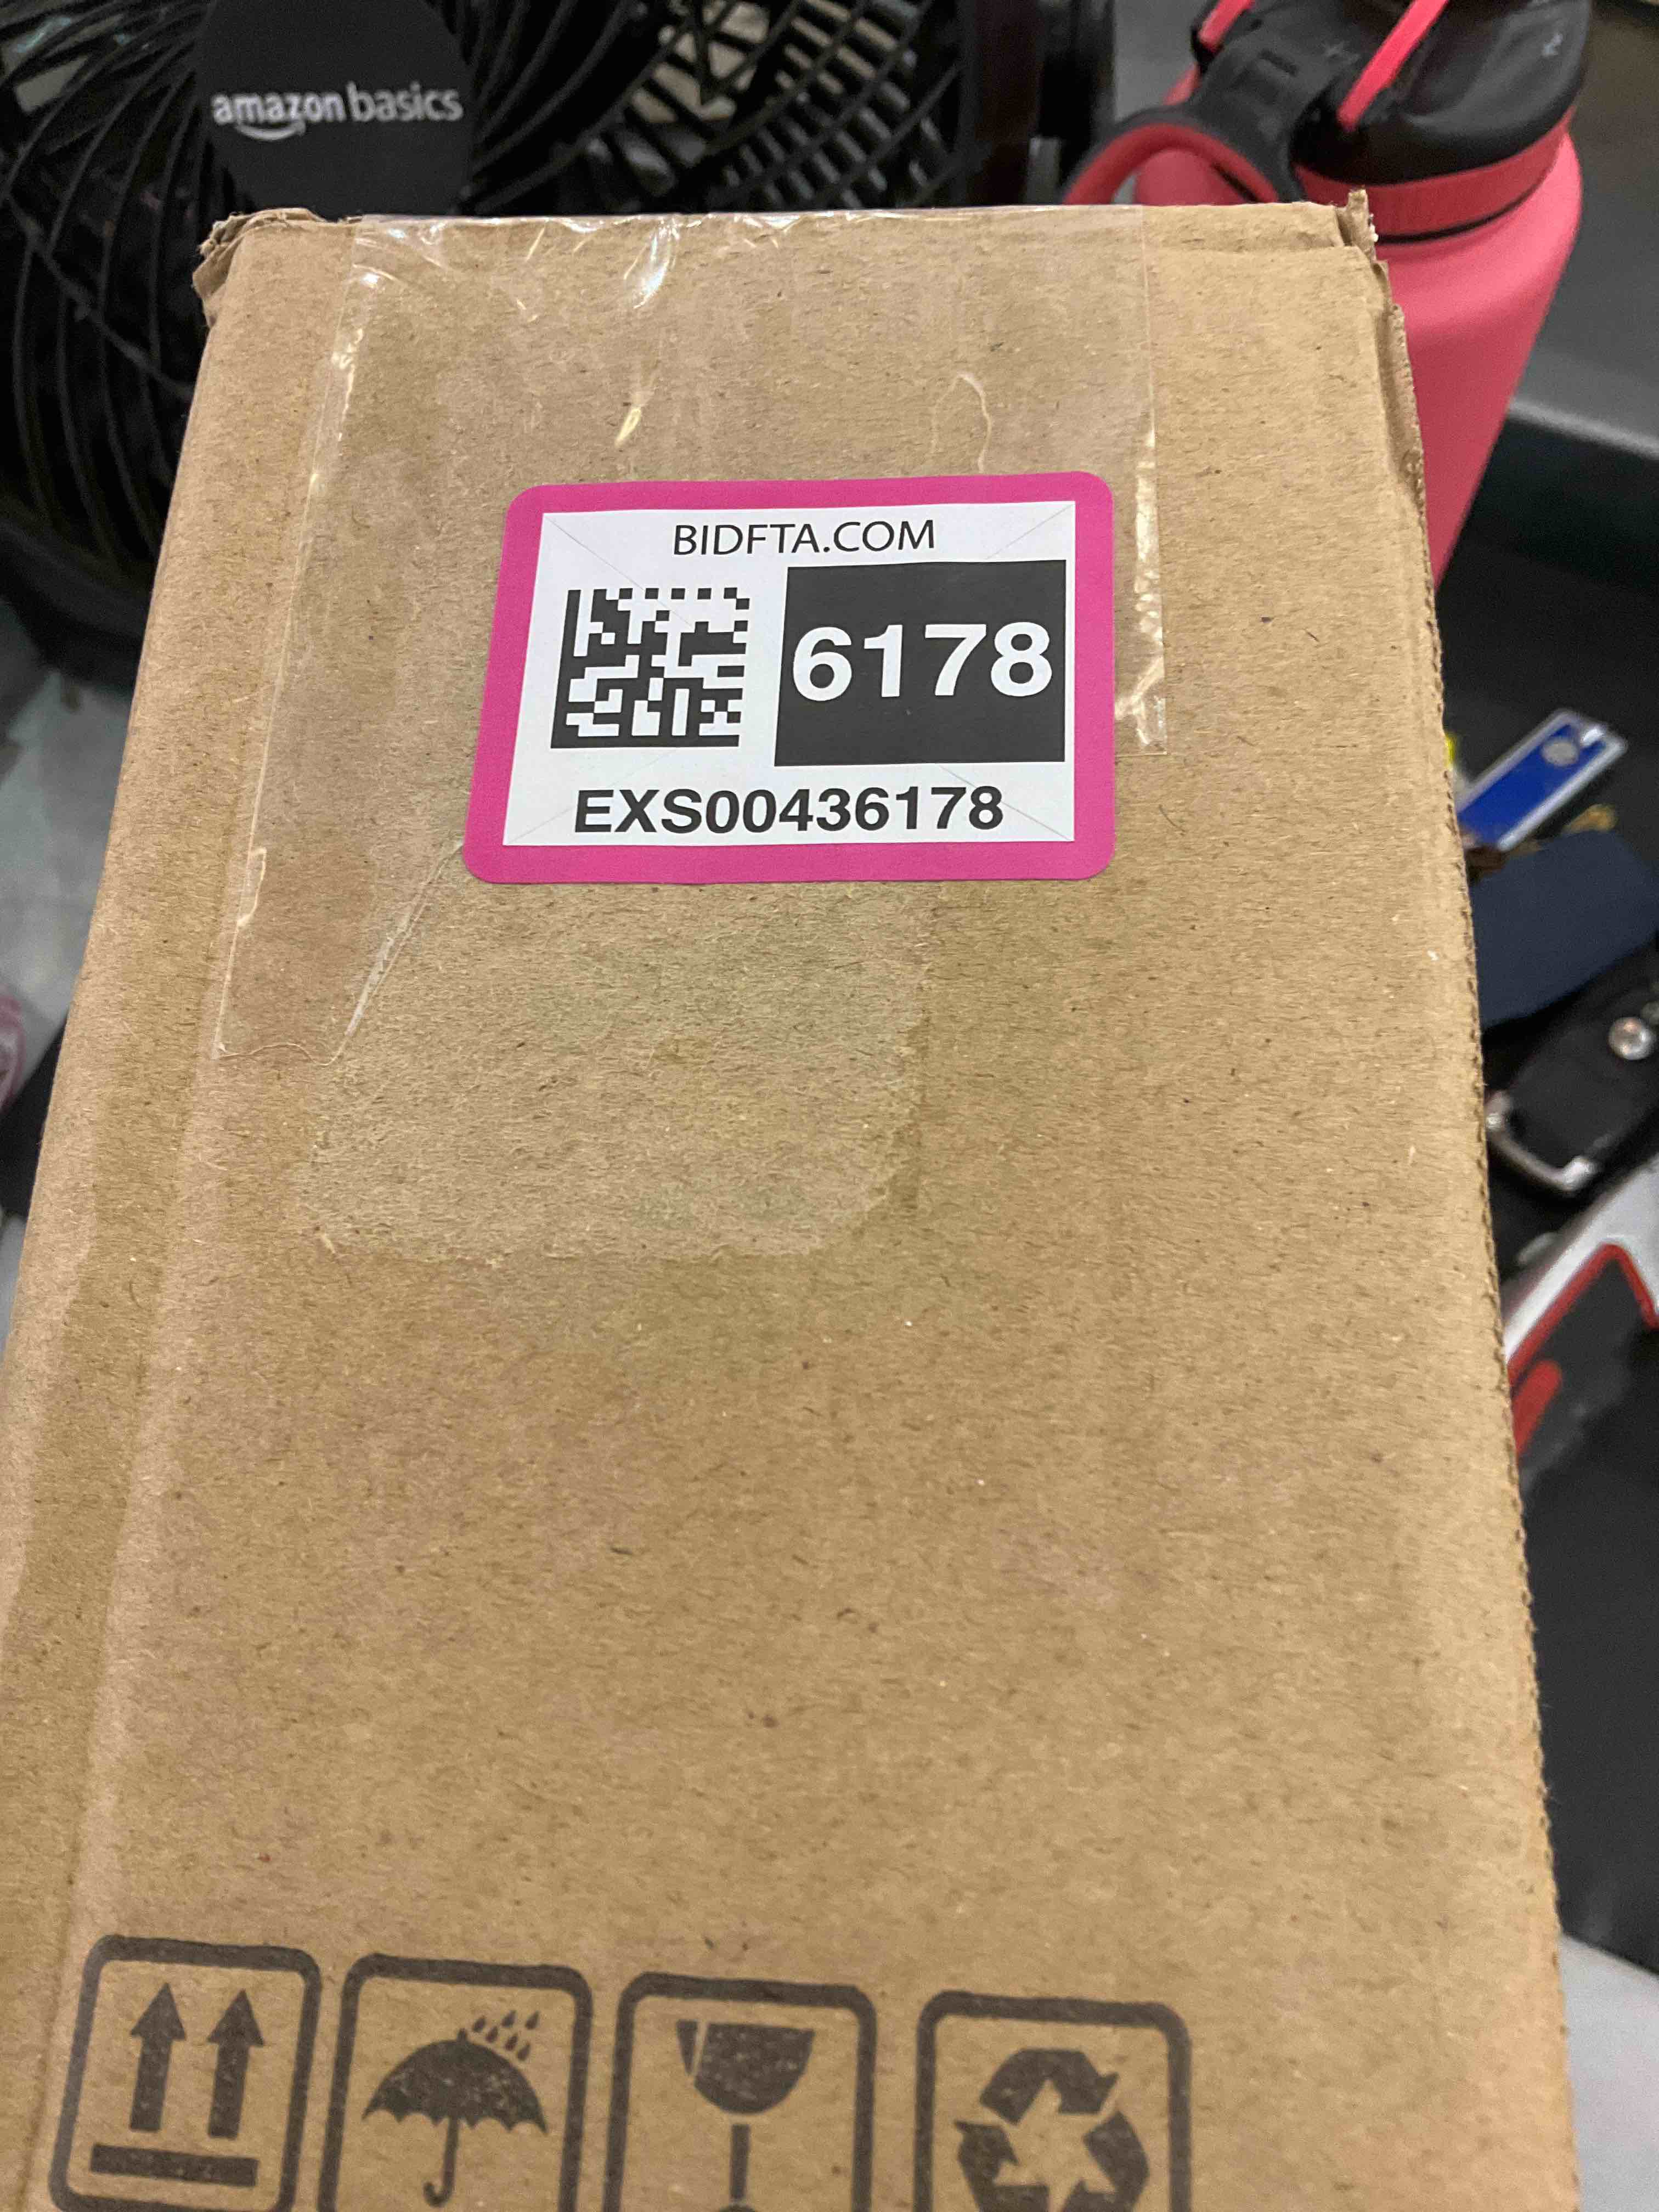 amazon basics
BIDFTA.COM
6178
EXS00436178